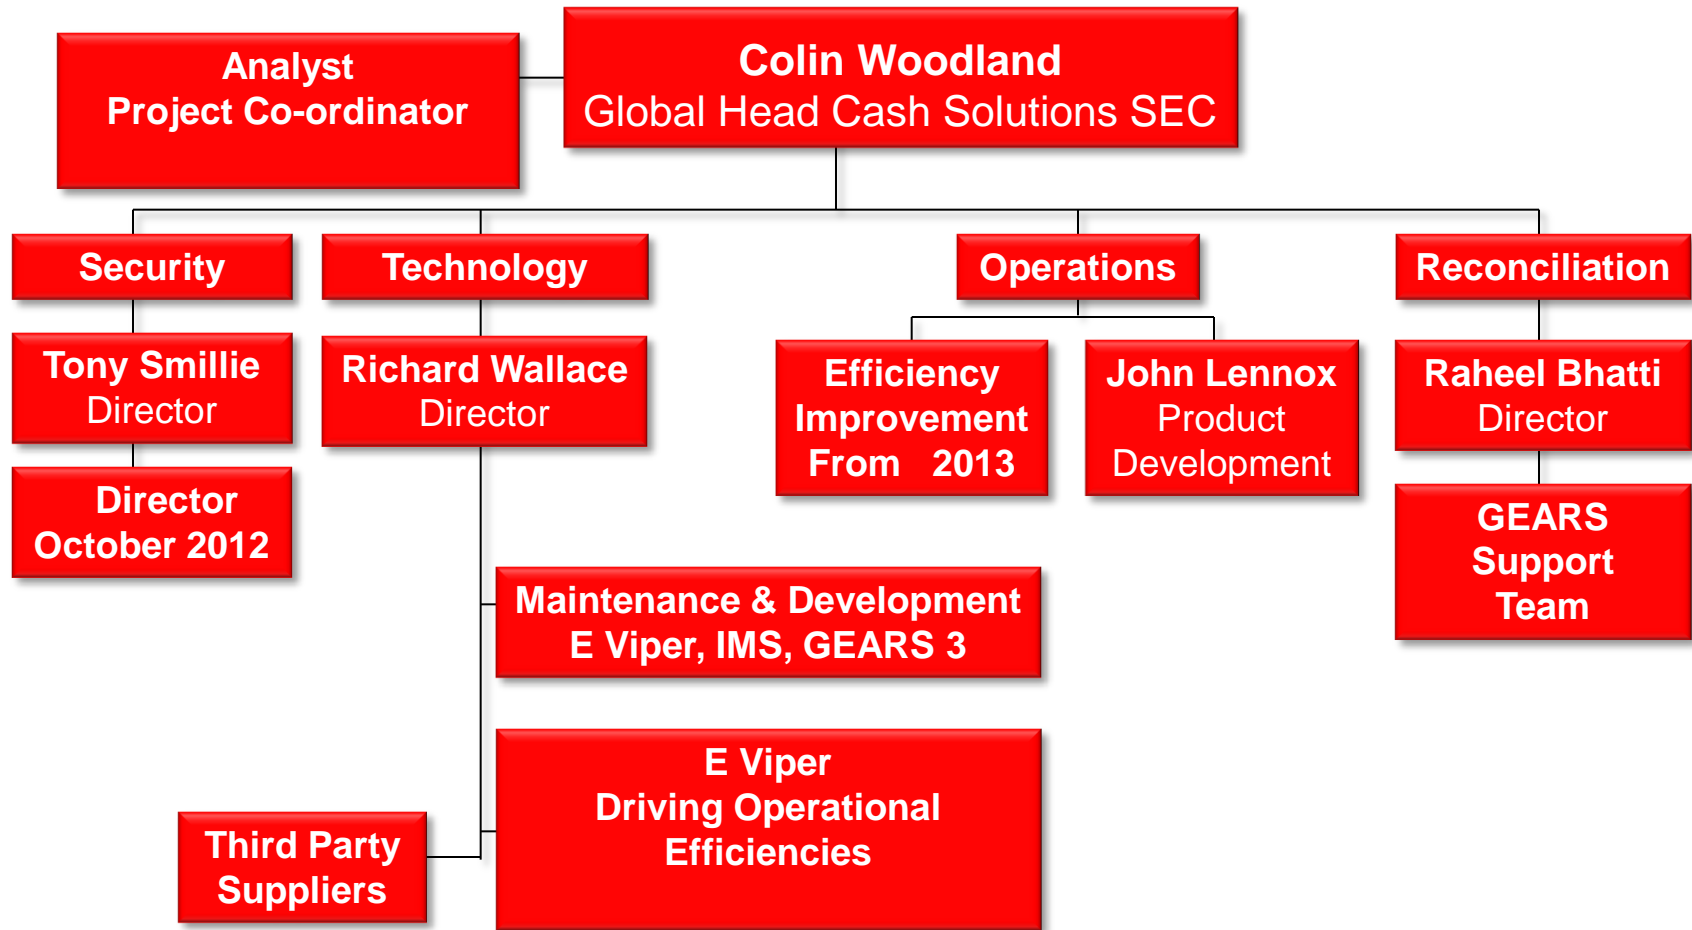 Analyst
Project Co-ordinator
Colin Woodland
Global Head Cash Solutions SEC
Security
Technology
Operations
Reconciliation
Tony Smillie
Director
Richard Wallace
Director
Efficiency
Improvement
From 2013
John Lennox
Product
Development
Raheel Bhatti
Director
Director
October 2012
GEARS
Support
Team
Maintenance & Development
E Viper, IMS, GEARS 3
E Viper
Driving Operational
Efficiencies
Third Party
Suppliers